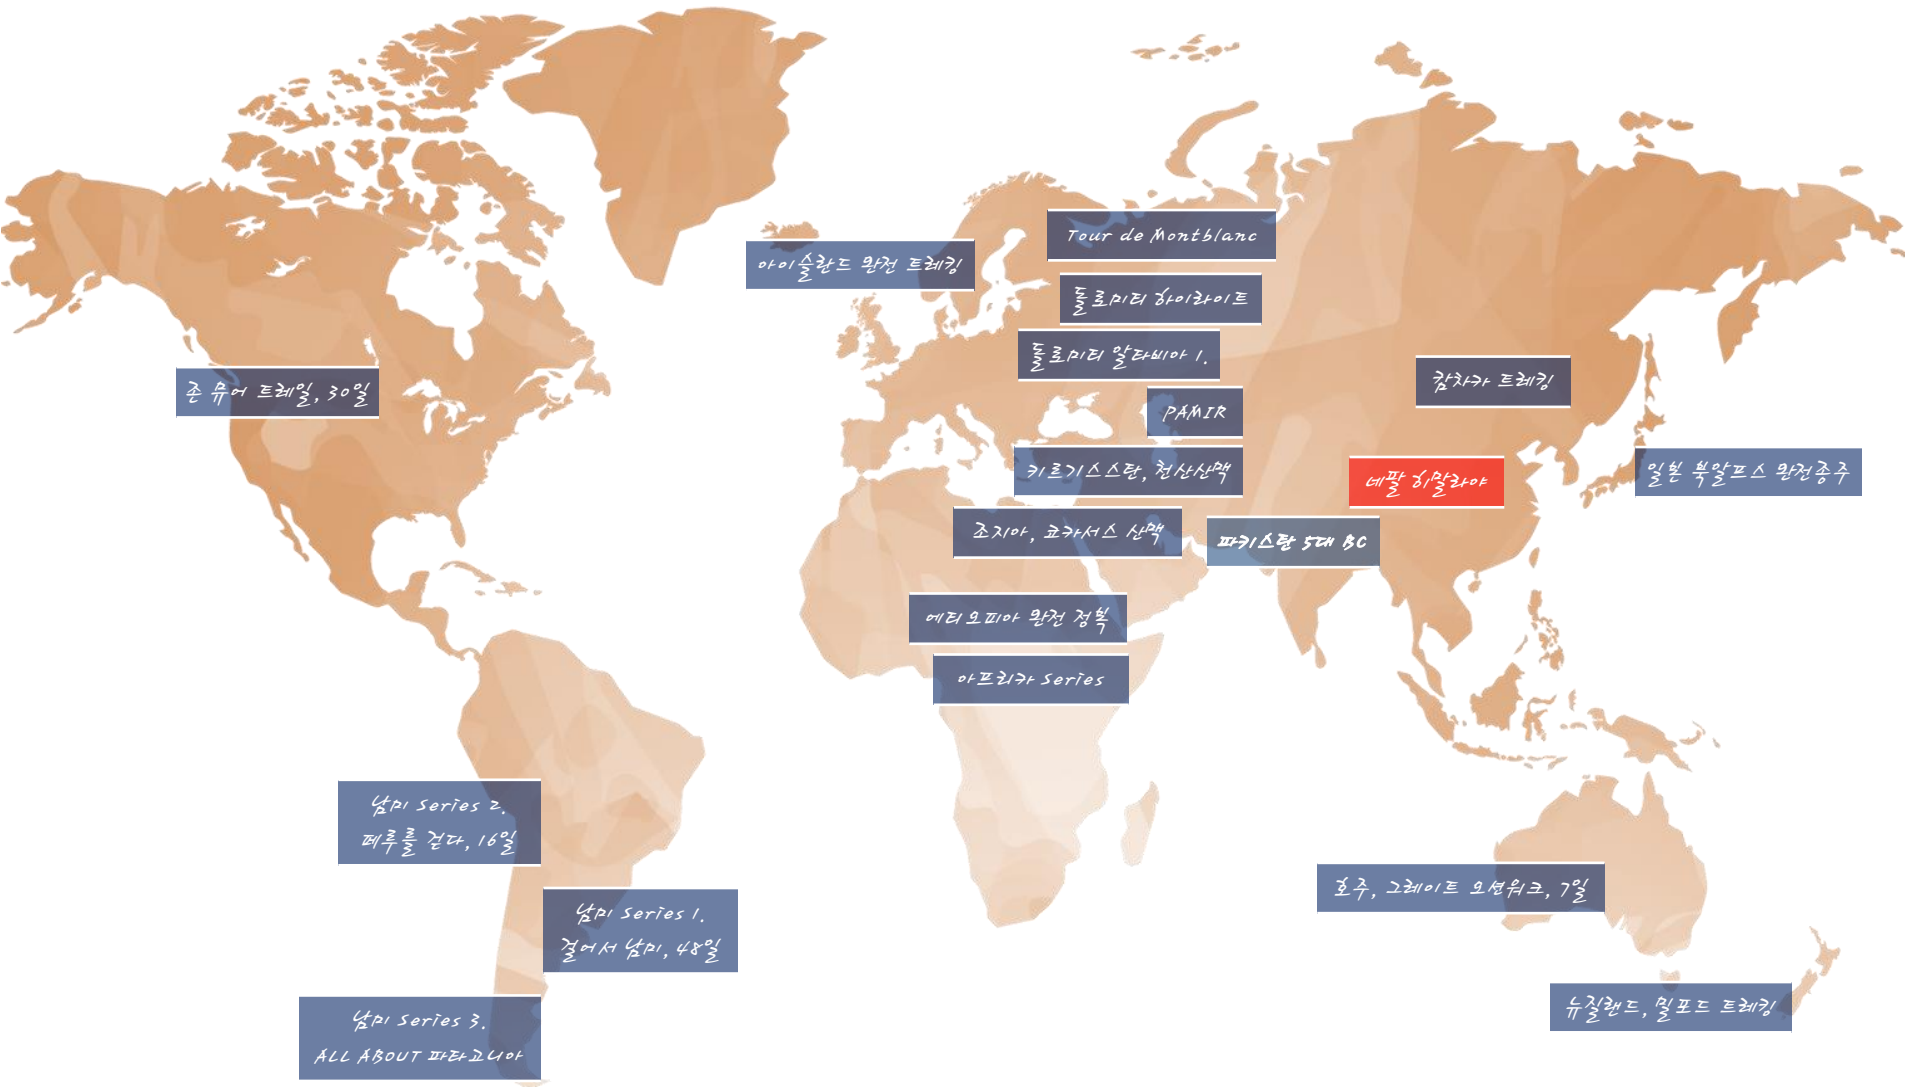 Tour de Montblanc
아이슬란드 완전 트레킹
돌로미티 하이라이트
돌로미티 알타비아 1.
캄차카 트레킹
존 뮤어 트레일, 30일
PAMIR
키르기스스탄, 천산산맥
네팔 히말라야
일본 북알프스 완전종주
조지아, 코카서스 산맥
파키스탄 5대 BC
에티오피아 완전 정복
아프리카 Series
남미 Series 2.
페루를 걷다, 16일
호주, 그레이트 오션워크, 7일
남미 Series 1.
걸어서 남미, 48일
뉴질랜드, 밀포드 트레킹
남미 Series 3.
ALL ABOUT 파타고니아